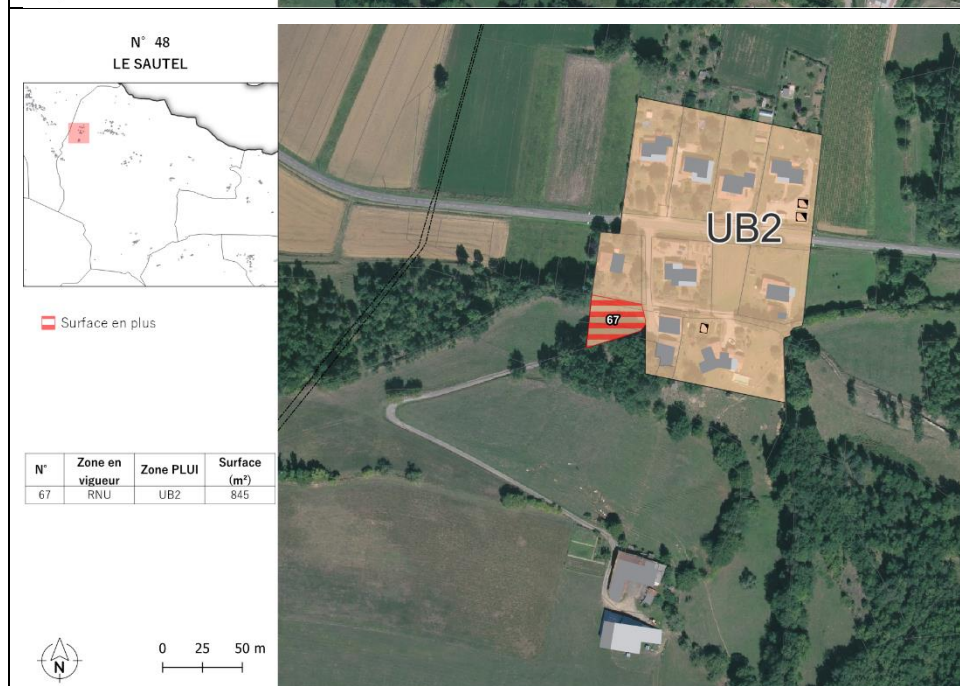 N° 48
LE SAUTEL
Surface en plus
N° Zone en vigueur Zone PLUI Surface (m²)
67 RNU UB2 845
N
0 25 50 m
UB2
67